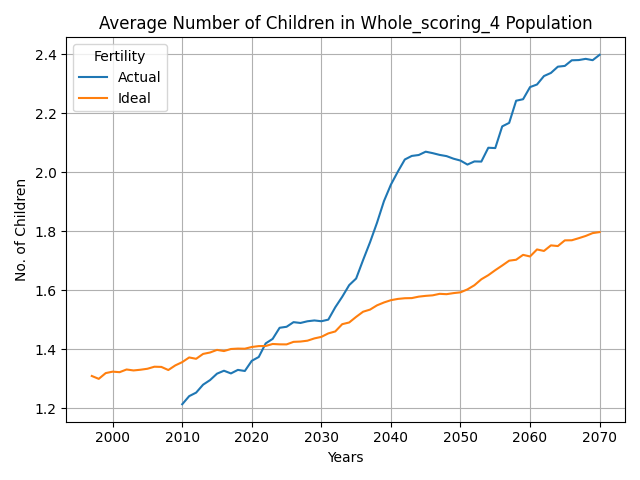 Average Number of Children in Whole_scoring_4 Population
Fertility
Actual
Ideal
No. of Children
2.4
2.2
2.0
1.8
1.6
1.4
1.2
2000 2010 2020 2030 2040 2050 2060 2070
Years